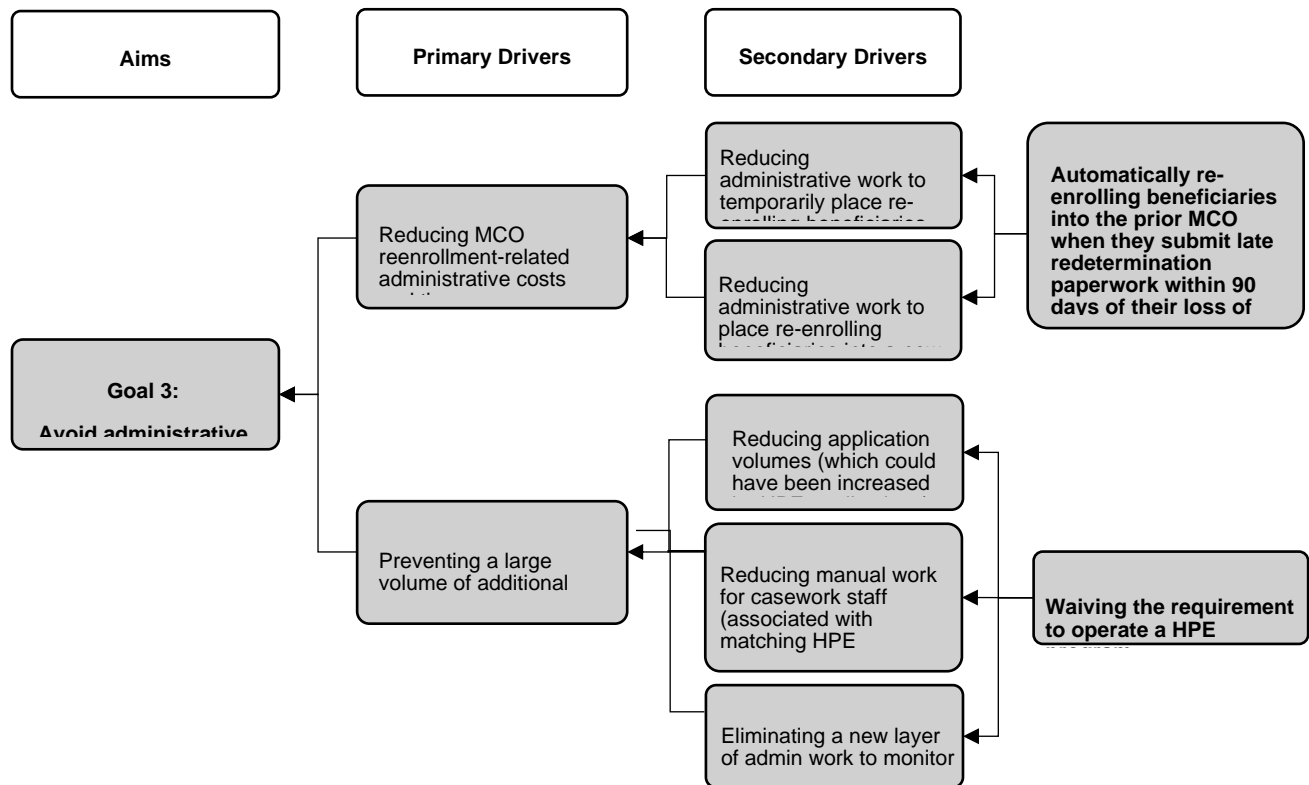 Aims
Primary Drivers
Secondary Drivers
Reducing
administrative work to
temporarily place re-
enrolling beneficiaries
Automatically re-
enrolling beneficiaries
into the prior MCO
when they submit late
redetermination
paperwork within 90
days of their loss of
Reducing MCO
reenrollment-related
administrative costs
Reducing
administrative work to
place re-enrolling
Goal 3:
Avoid administrative
Reducing application
volumes (which could
have been increased
Preventing a large
volume of additional
Reducing manual work
for casework staff
(associated with
matching HPE
Waiving the requirement
to operate a HPE
Eliminating a new layer
of admin work to monitor